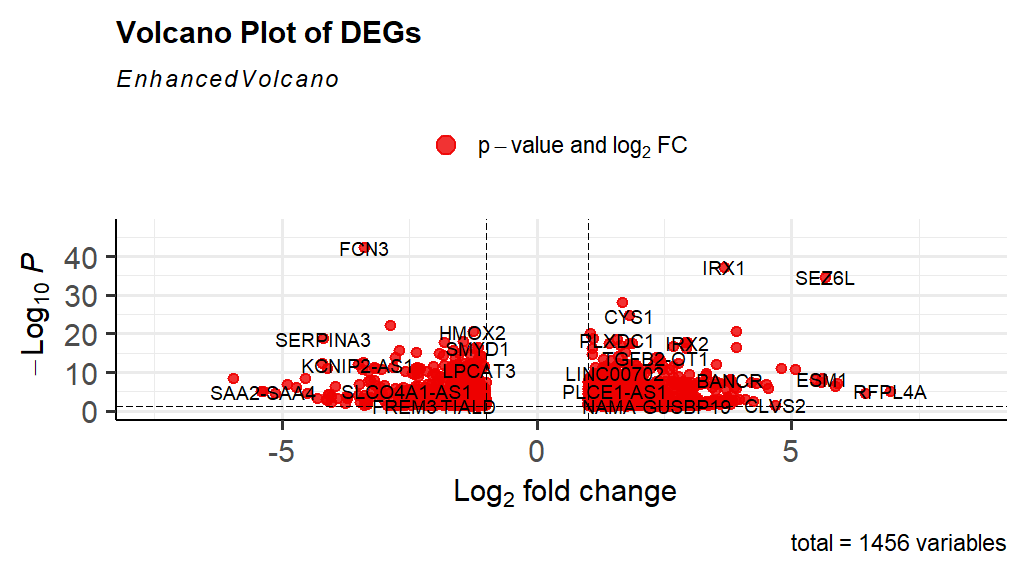 Volcano Plot of DEGs
EnhancedVolcano
p – value and log2 FC
– Log10 P
40
30
20
10
0
FCN3
IRX1
SEZ6L
CYS1
SERPINA3
HMOX2
PLXDC1
IRX2
SMYD1
KCNIP2-AS1
TGFB2-OT1
LPCAT3
LINC00702
BANCR
ESM1
SAA2-SAA4
SLCO4A1-AS1
PLCE1-AS1
RFPL4A
FREM3
NAMA
GUSBP19
CLVS2
-5
0
5
Log2 fold change
total = 1456 variables